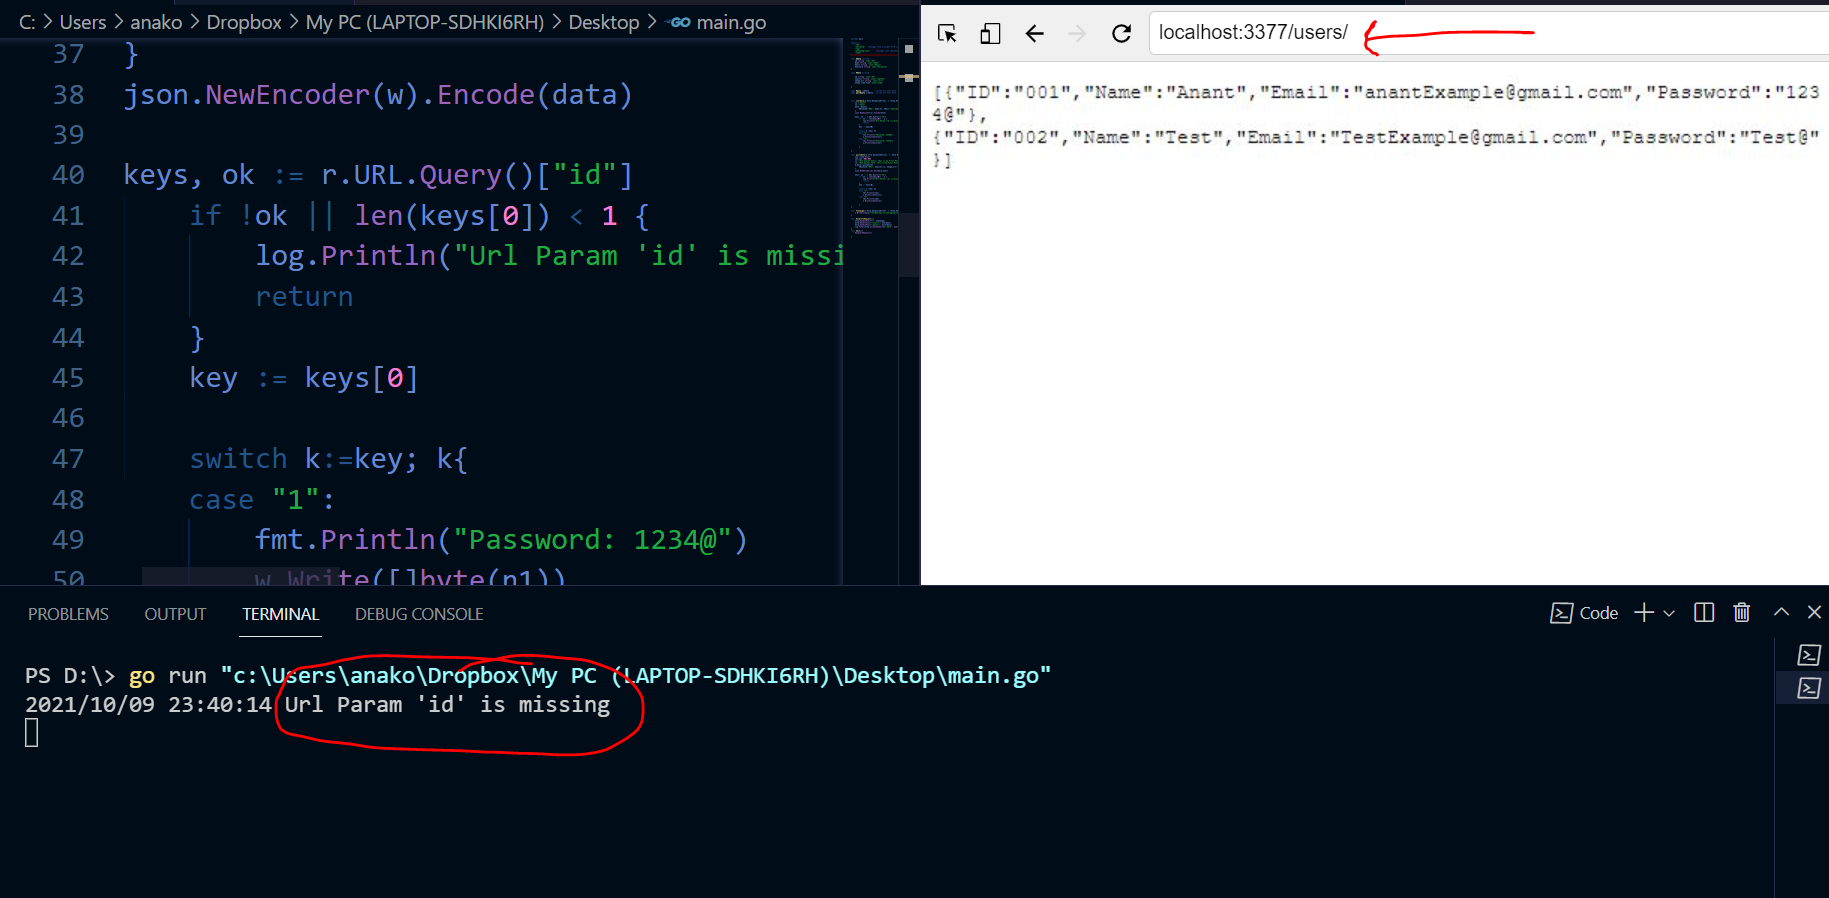 C: > Users > anako > Dropbox > My PC (LAPTOP-SDHKI6RH) > Desktop > GO main.go
37 }
38 json.NewEncoder(w).Encode(data)
39
40 keys, ok := r.URL.Query()["id"]
41 if !ok || len(keys[0]) < 1 {
42 log.Println("Url Param 'id' is missi
43 return
44 }
45 key := keys[0]
46
47 switch k:=key; k{
48 case "1":
49 fmt.Println("Password: 1234@")
50 w.Write([]byte(n1))
localhost:3377/users/
[{"ID":"001","Name":"Anant","Email":"anantExample@gmail.com","Password":"123
4@"},
{"ID":"002","Name":"Test","Email":"TestExample@gmail.com","Password":"Test@"
}]
PROBLEMS OUTPUT TERMINAL DEBUG CONSOLE Code
PS D:\> go run "c:\Users\anako\Dropbox\My PC (LAPTOP-SDHKI6RH)\Desktop\main.go"
2021/10/09 23:40:14 Url Param 'id' is missing